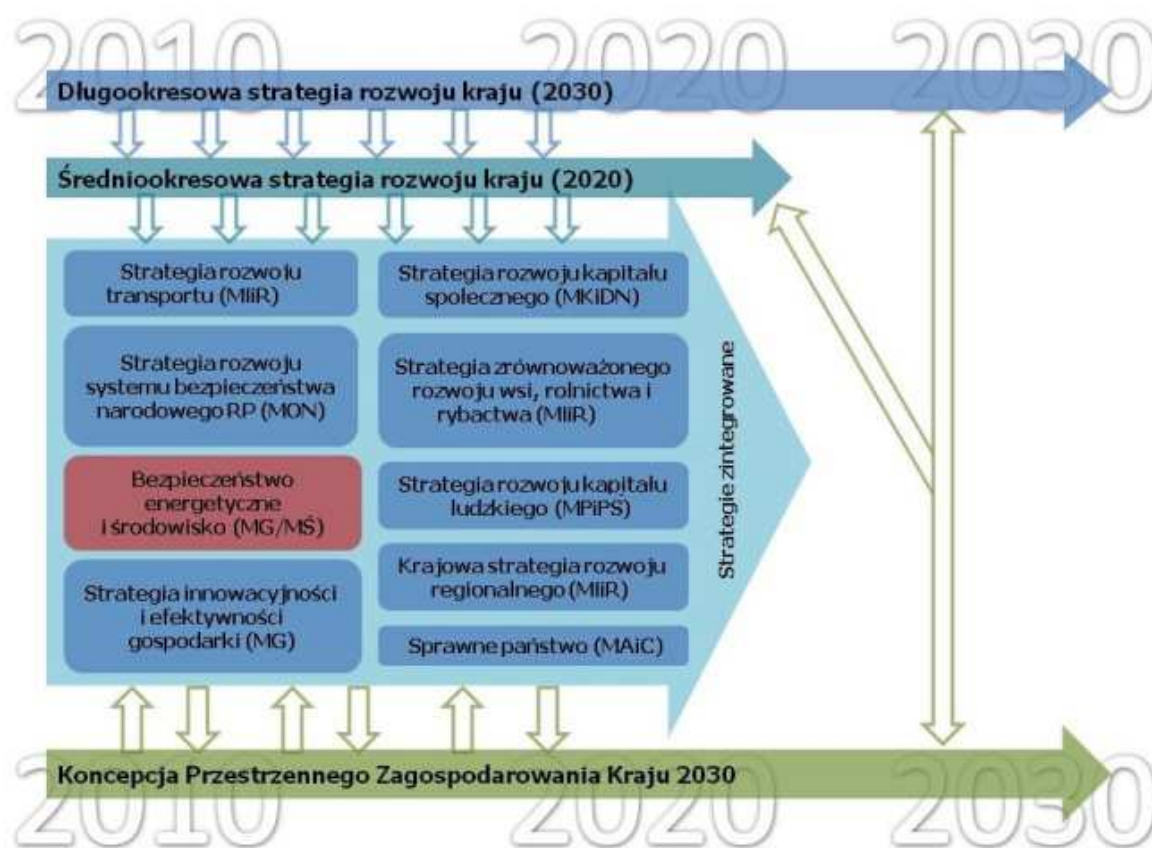 2010 2020 2030
Długookresowa strategia rozwoju kraju (2030)
Średniookresowa strategia rozwoju kraju (2020)
Strategia rozwoju
transportu (MIiR)
Strategia rozwoju
systemu bezpieczeństwa
narodowego RP (MON)
Bezpieczeństwo
energetyczne
i środowisko (MG/MŚ)
Strategia innowacyjności
i efektywności
gospodarki (MG)
Strategia rozwoju kapitału
społecznego (MKiDN)
Strategia zrównoważonego
rozwoju wsi, rolnictwa i
rybactwa (MIiR)
Strategia rozwoju kapitału
ludzkiego (MPiPS)
Krajowa strategia rozwoju
regionalnego (MIiR)
Sprawne państwo (MAiC)
Strategie zintegrowane
Koncepcja Przestrzennego Zagospodarowania Kraju 2030
2010 2020 2030